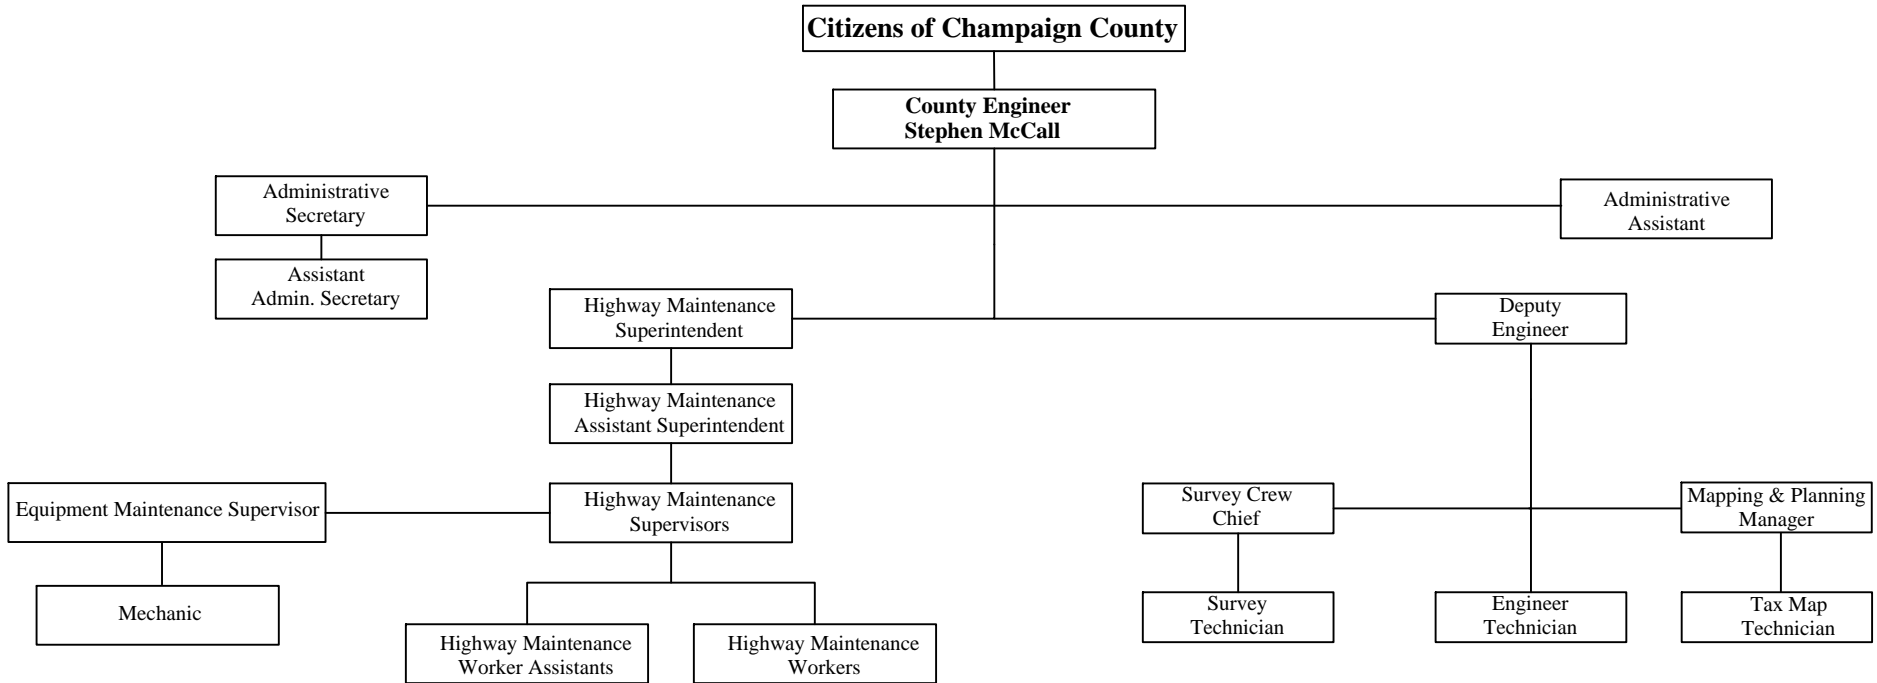 Citizens of Champaign County
County Engineer
Stephen McCall
Administrative
Secretary
Administrative
Assistant
Assistant
Admin. Secretary
Highway Maintenance
Superintendent
Deputy
Engineer
Highway Maintenance
Assistant Superintendent
Equipment Maintenance Supervisor
Highway Maintenance
Supervisors
Survey Crew
Chief
Mapping & Planning
Manager
Mechanic
Highway Maintenance
Worker Assistants
Highway Maintenance
Workers
Survey
Technician
Engineer
Technician
Tax Map
Technician